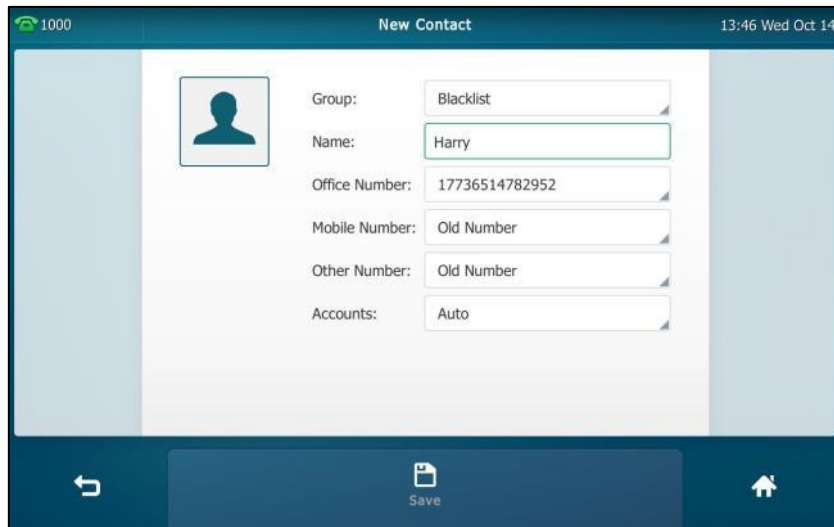 1000 New Contact 13:46 Wed Oct 14
Group: Blacklist
Name: Harry
Office Number: 17736514782952
Mobile Number: Old Number
Other Number: Old Number
Accounts: Auto
Save